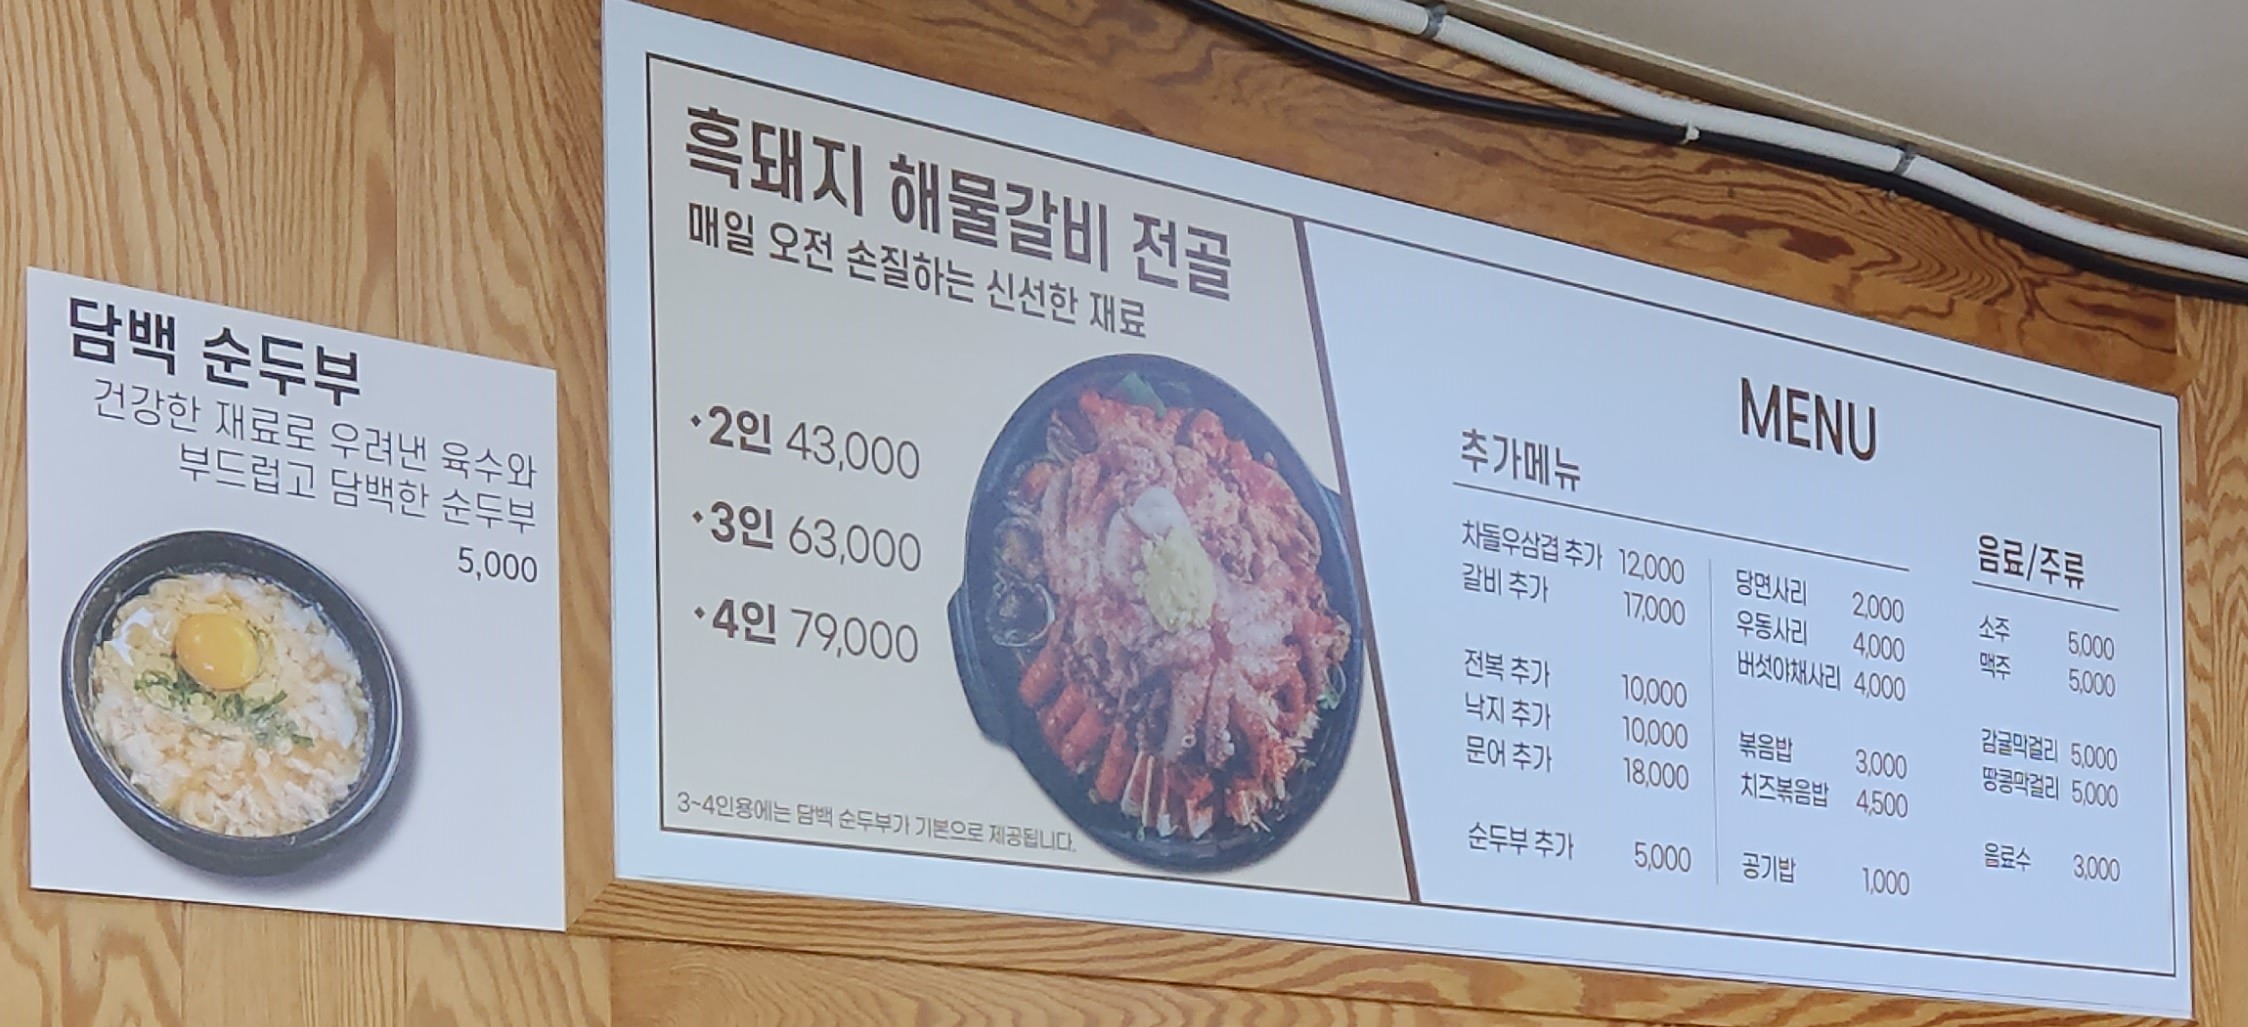 담백 순두부
건강한 재료로 우려낸 육수와
부드럽고 담백한 순두부
5,000
흑돼지 해물갈비 전골
매일 오전 손질하는 신선한 재료
•2인 43,000
•3인 63,000
•4인 79,000
3~4인용에는 담백 순두부가 기본으로 제공됩니다.
MENU
추가메뉴
차돌우삼겹 추가 12,000
갈비 추가 17,000
전복 추가 10,000
낙지 추가 10,000
문어 추가 18,000
순두부 추가 5,000
당면사리 2,000
우동사리 4,000
버섯야채사리 4,000
볶음밥 3,000
치즈볶음밥 4,500
공기밥 1,000
음료/주류
소주 5,000
맥주 5,000
감귤막걸리 5,000
땅콩막걸리 5,000
음료수 3,000